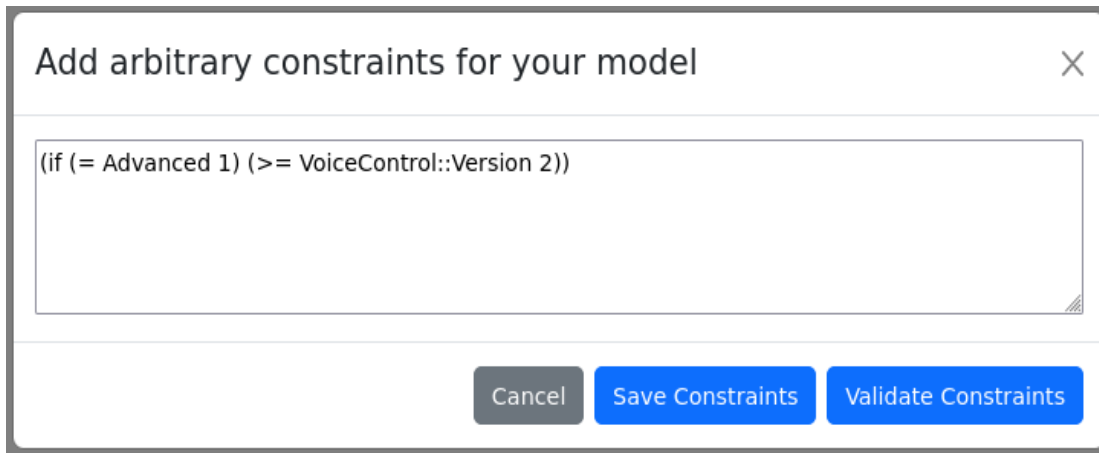 Add arbitrary constraints for your model
(if (= Advanced 1) (>= VoiceControl::Version 2))
Cancel
Save Constraints
Validate Constraints